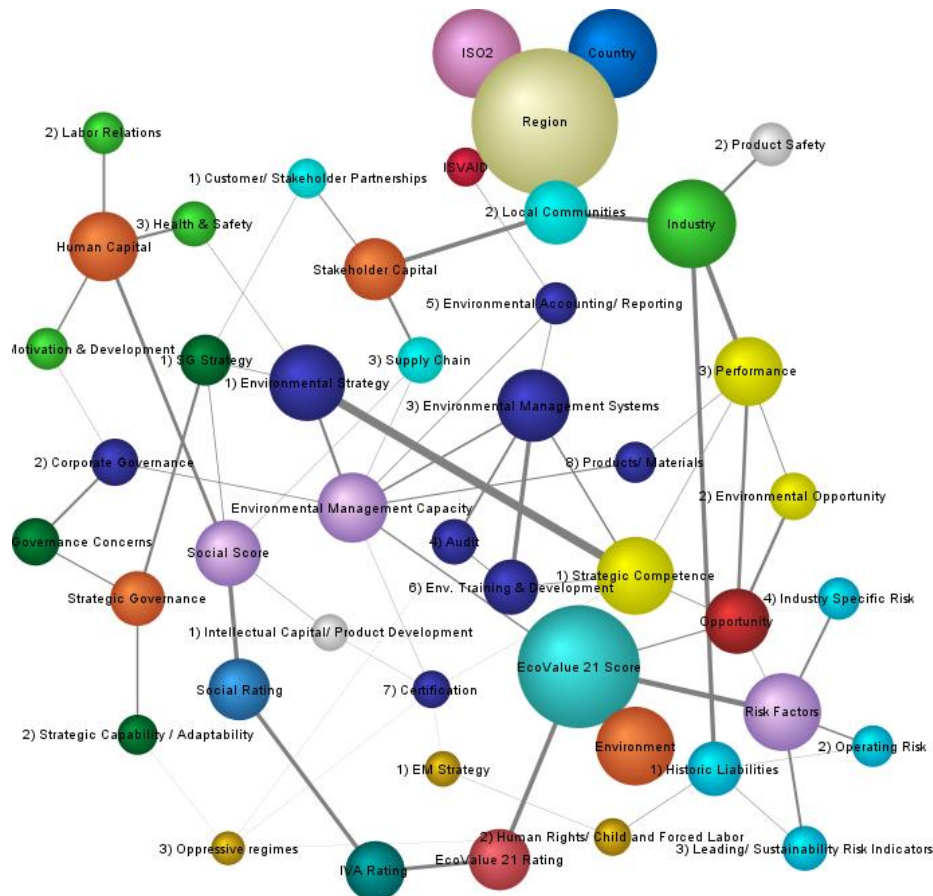 ISO2
Country
Region
2) Labor Relations
2) Product Safety
ISVAID
1) Customer/ Stakeholder Partnerships
2) Local Communities
3) Health & Safety
Industry
Human Capital
Stakeholder Capital
5) Environmental Accounting/ Reporting
Motivation & Development
1) SG Strategy
3) Supply Chain
3) Performance
1) Environmental Strategy
3) Environmental Management Systems
2) Corporate Governance
8) Products/ Materials
2) Environmental Opportunity
Environmental Management Capacity
Governance Concerns
Social Score
4) Audit
1) Strategic Competence
6) Env. Training & Development
Strategic Governance
4) Industry Specific Risk
Opportunity
1) Intellectual Capital/ Product Development
EcoValue 21 Score
Social Rating
7) Certification
Risk Factors
2) Strategic Capability / Adaptability
Environment
2) Operating Risk
1) Historic Liabilities
1) EM Strategy
2) Human Rights/ Child and Forced Labor
3) Oppressive regimes
3) Leading/ Sustainability Risk Indicators
EcoValue 21 Rating
IVA Rating